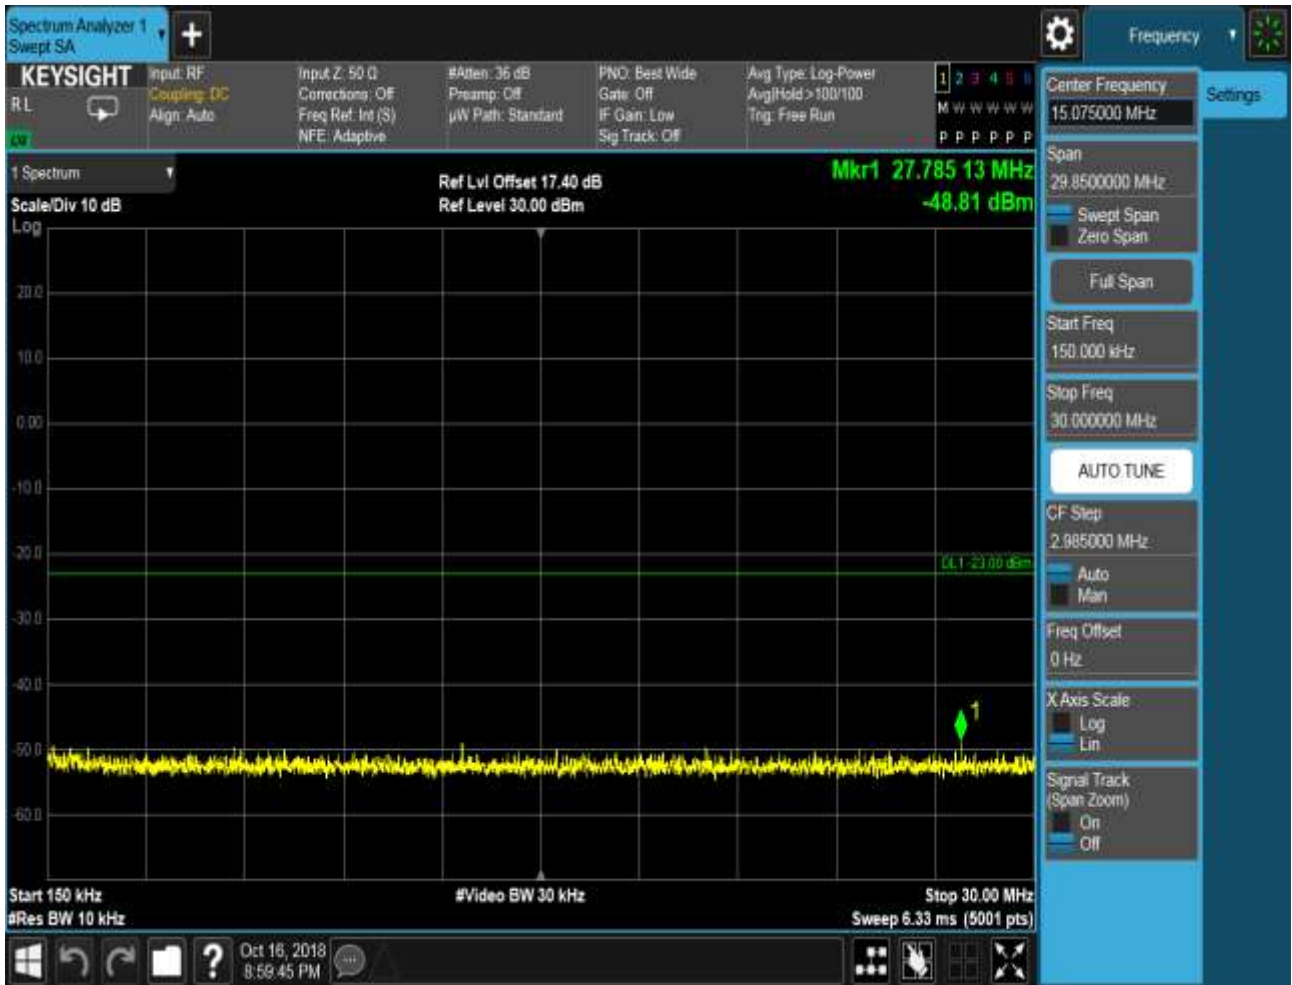 Spectrum Analyzer 1
Swept SA
Frequency
KEYSIGHT
RL
Input: RF
Coupling: DC
Align: Auto
Input Z: 50 Ω
Corrections: Off
Freq Ref: Int (S)
NFE: Adaptive
#Atten: 36 dB
Preamp: Off
µW Path: Standard
PNO: Best Wide
Gate: Off
IF Gain: Low
Sig Track: Off
Avg Type: Log-Power
Avg|Hold:>100/100
Trig: Free Run
1 2 3 4 5 6
M W W W W W
P P P P P P
1 Spectrum
Scale/Div 10 dB
Log
Ref Lvl Offset 17.40 dB
Ref Level 30.00 dBm
Mkr1 27.785 13 MHz
-48.81 dBm
20.0
10.0
0.00
-10.0
-20.0
-30.0
-40.0
-50.0
-60.0
DL1 -23.00 dBm
1
Start 150 kHz
#Res BW 10 kHz
#Video BW 30 kHz
Stop 30.00 MHz
Sweep 6.33 ms (5001 pts)
Oct 16, 2018
8:59:45 PM
?
Center Frequency
15.075000 MHz
Settings
Span
29.8500000 MHz
Swept Span
Zero Span
Full Span
Start Freq
150.000 kHz
Stop Freq
30.000000 MHz
AUTO TUNE
CF Step
2.985000 MHz
Auto
Man
Freq Offset
0 Hz
X Axis Scale
Log
Lin
Signal Track
(Span Zoom)
On
Off